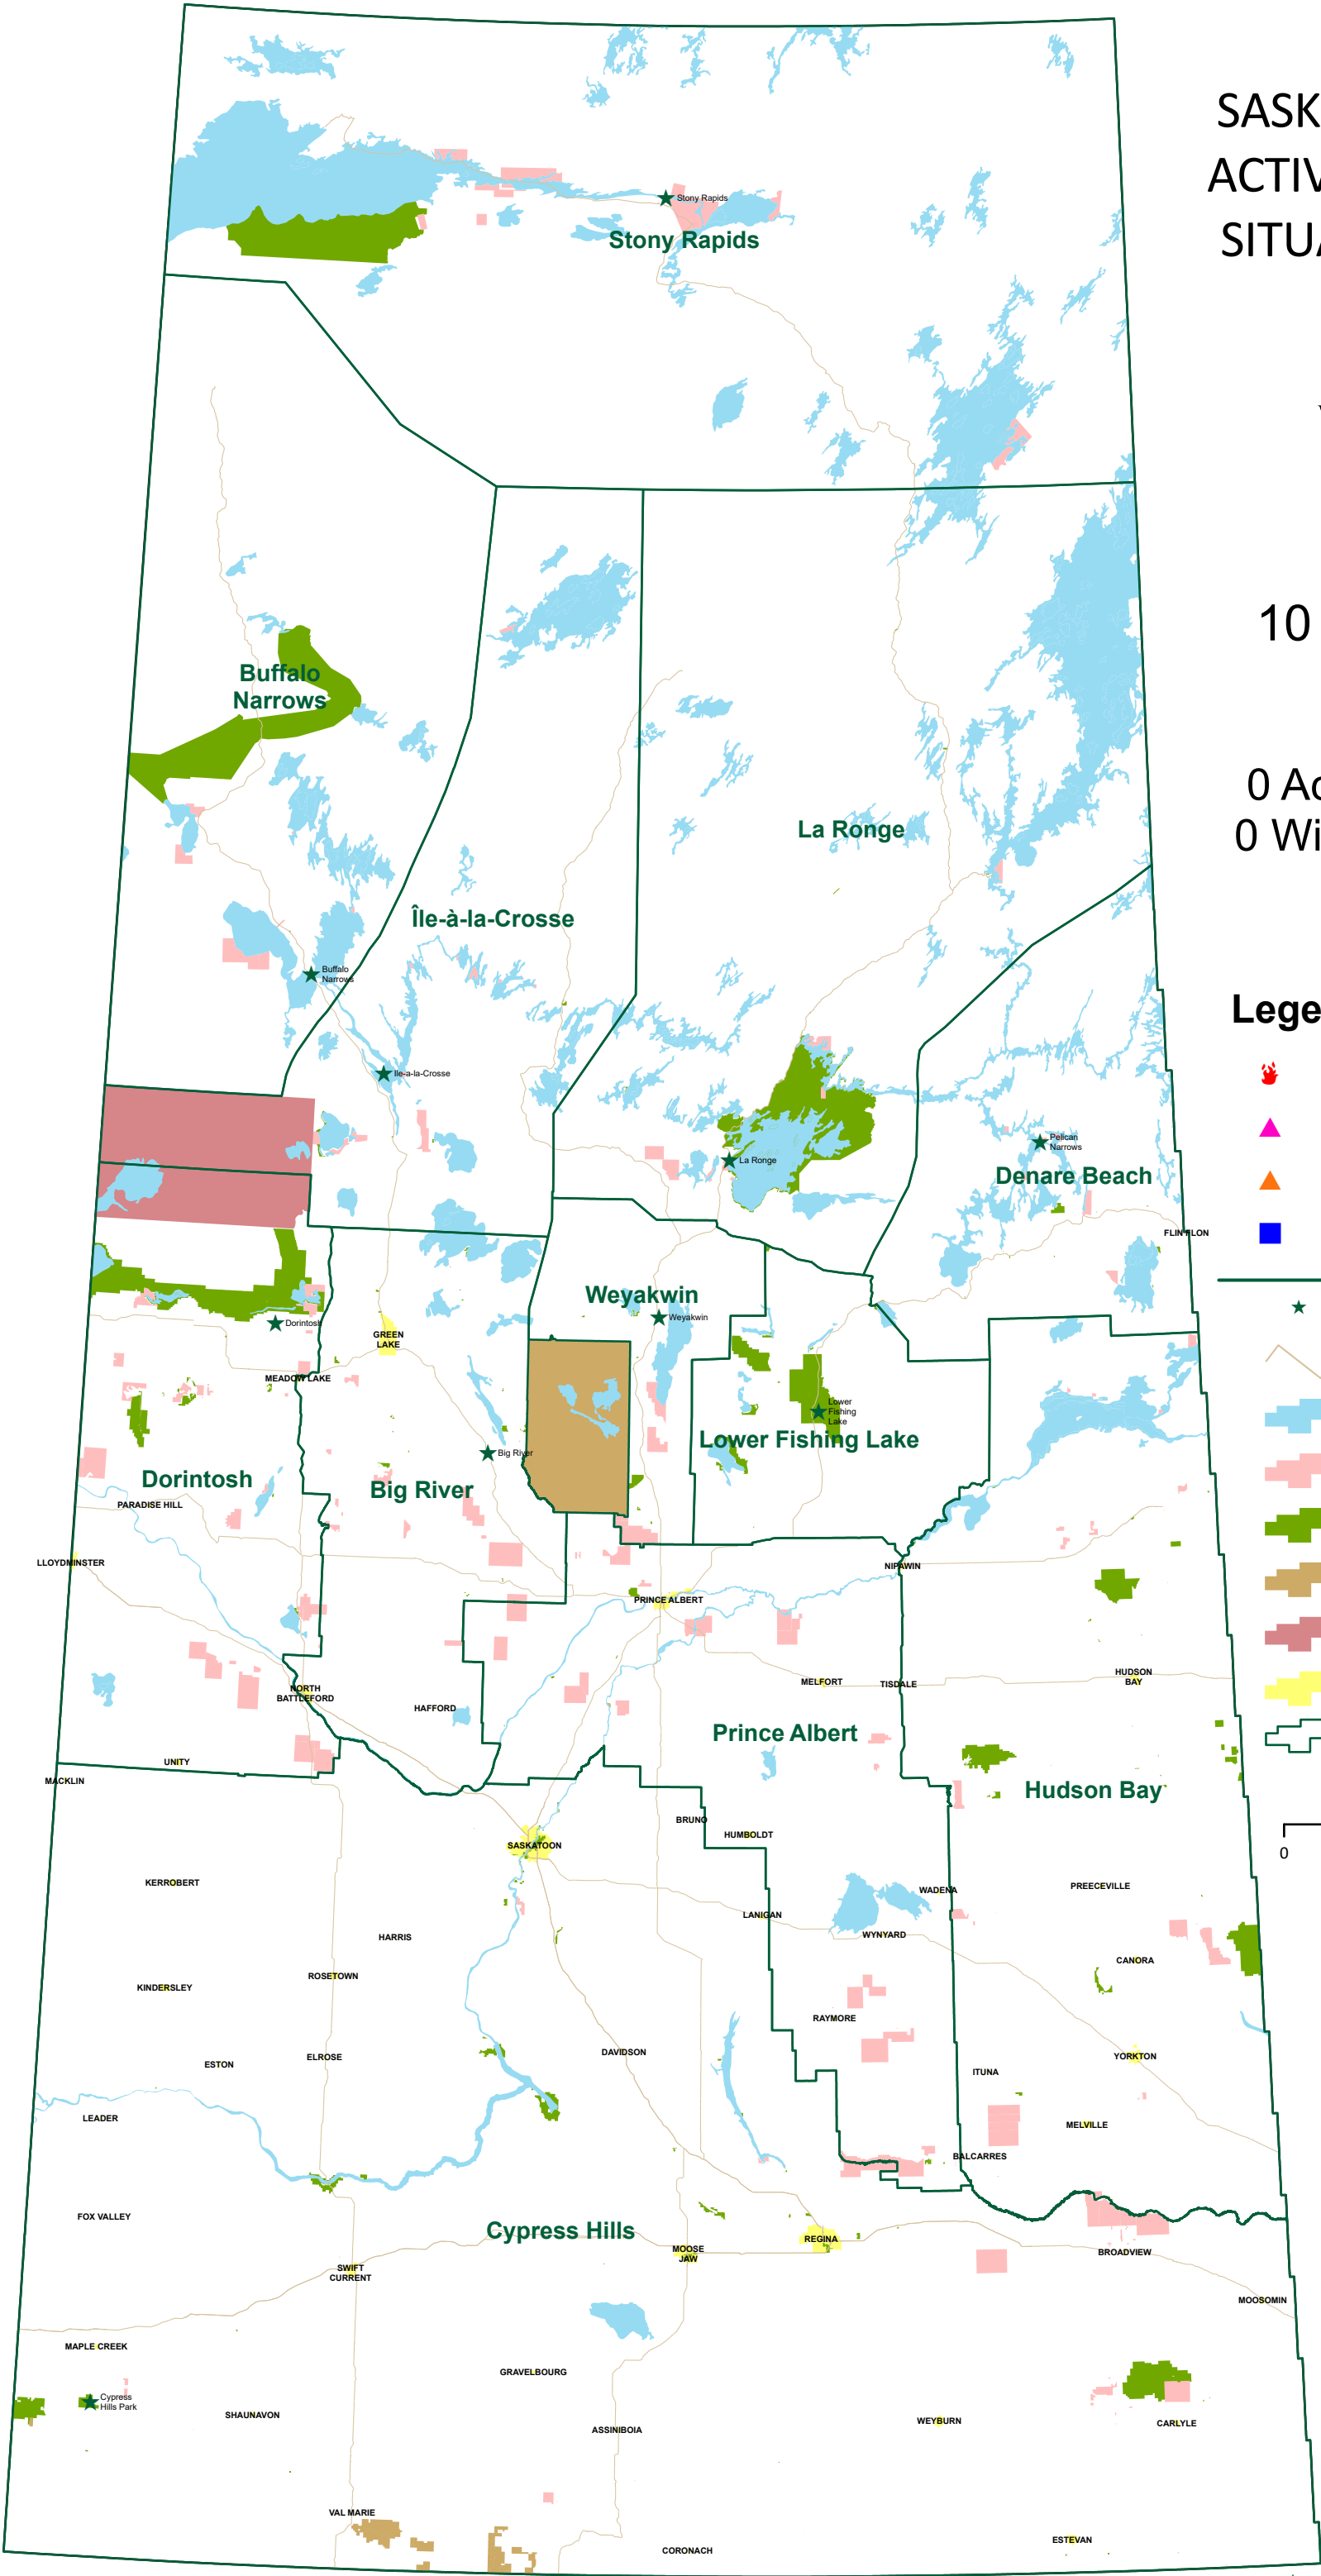 SASK
ACTIV
SITUA
Stony Rapids
Stony Rapids
10
Buffalo
Narrows
0 Ac
0 Wi
La Ronge
Île-à-la-Crosse
Buffalo
Narrows
Lege
Ile-a-la-Crosse
Pelican
Narrows
La Ronge
Denare Beach
FLIN FLON
Weyakwin
Weyakwin
Dorintosh
GREEN
LAKE
MEADOW LAKE
Lower
Fishing
Lake
Lower Fishing Lake
Big River
Dorintosh
Big River
PARADISE HILL
LLOYDMINSTER
NIPAWIN
PRINCE ALBERT
HUDSON
BAY
MELFORT
TISDALE
NORTH
BATTLEFORD
HAFFORD
Prince Albert
UNITY
MACKLIN
Hudson Bay
BRUNO
HUMBOLDT
SASKATOON
0
KERROBERT
PREECEVILLE
WADENA
LANIGAN
WYNYARD
HARRIS
CANORA
ROSETOWN
KINDERSLEY
RAYMORE
DAVIDSON
YORKTON
ELROSE
ESTON
ITUNA
LEADER
MELVILLE
BALCARRES
FOX VALLEY
Cypress Hills
REGINA
MOOSE
JAW
BROADVIEW
SWIFT
CURRENT
MOOSOMIN
MAPLE CREEK
GRAVELBOURG
Cypress
Hills Park
SHAUNAVON
WEYBURN
CARLYLE
ASSINIBOIA
VAL MARIE
ESTEVAN
CORONACH